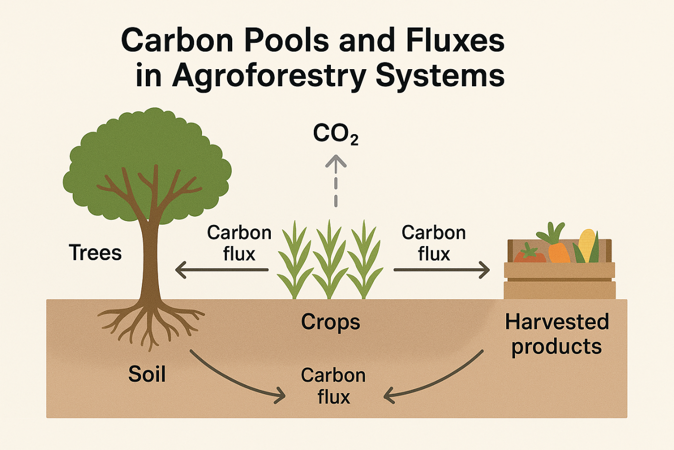 Carbon Pools and Fluxes
in Agroforestry Systems
CO₂
Trees
Carbon
flux
Carbon
flux
Crops
Harvested
products
Soil
Carbon
flux